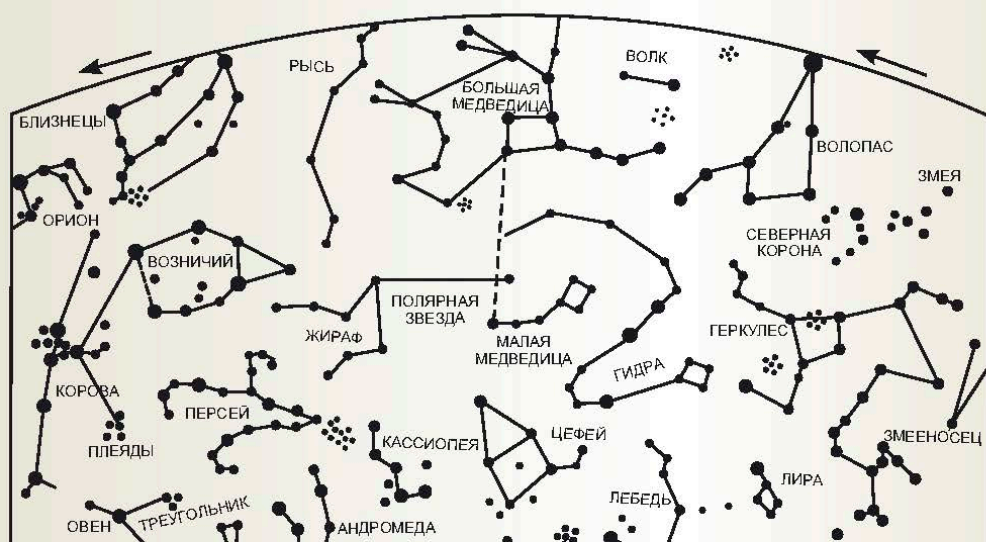 РЫСЬ
ВОЛК
БОЛЬШАЯ
МЕДВЕДИЦА
БЛИЗНЕЦЫ
ВОЛОПАС
ЗМЕЯ
ОРИОН
СЕВЕРНАЯ
КОРОНА
ВОЗНИЧИЙ
ПОЛЯРНАЯ
ЗВЕЗДА
ЖИРАФ
МАЛАЯ
МЕДВЕДИЦА
ГЕРКУЛЕС
ГИДРА
КОРОВА
ПЕРСЕЙ
ПЛЕЯДЫ
КАССИОПЕЯ
ЦЕФЕЙ
ЗМЕЕНОСЕЦ
ЛИРА
ЛЕБЕДЬ
ОВЕН
ТРЕУГОЛЬНИК
АНДРОМЕДА